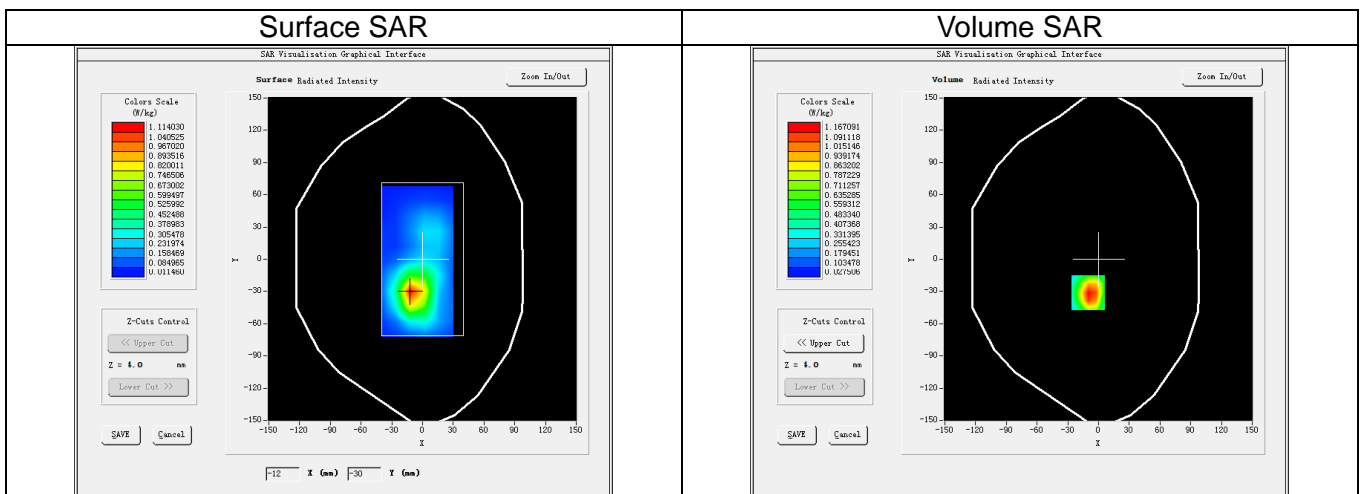 Surface SAR
SAR Visualisation Graphical Interface
Surface Radiated Intensity
Zoom In/Out
Colors Scale
(W/kg)
1.114030
1.040525
0.967020
0.893516
0.820011
0.746506
0.673002
0.599497
0.525992
0.452488
0.378983
0.305478
0.231974
0.158469
0.084965
0.011460
Z-Cuts Control
<< Upper Cut
Z = 4.0 mm
Lower Cut >>
SAVE Cancel
150
120
90
60
30
0
-30
-60
-90
-120
-150
Y
-150 -120 -90 -60 -30 0 30 60 90 120 150
X
-12 X (mm) -30 Y (mm)
Volume SAR
SAR Visualisation Graphical Interface
Volume Radiated Intensity
Zoom In/Out
Colors Scale
(W/kg)
1.167091
1.091118
1.015146
0.939174
0.863202
0.787229
0.711257
0.635285
0.559312
0.483340
0.407368
0.331395
0.255423
0.179451
0.103478
0.027506
Z-Cuts Control
<< Upper Cut
Z = 4.0 mm
Lower Cut >>
SAVE Cancel
150
120
90
60
30
0
-30
-60
-90
-120
-150
Y
-150 -120 -90 -60 -30 0 30 60 90 120 150
X